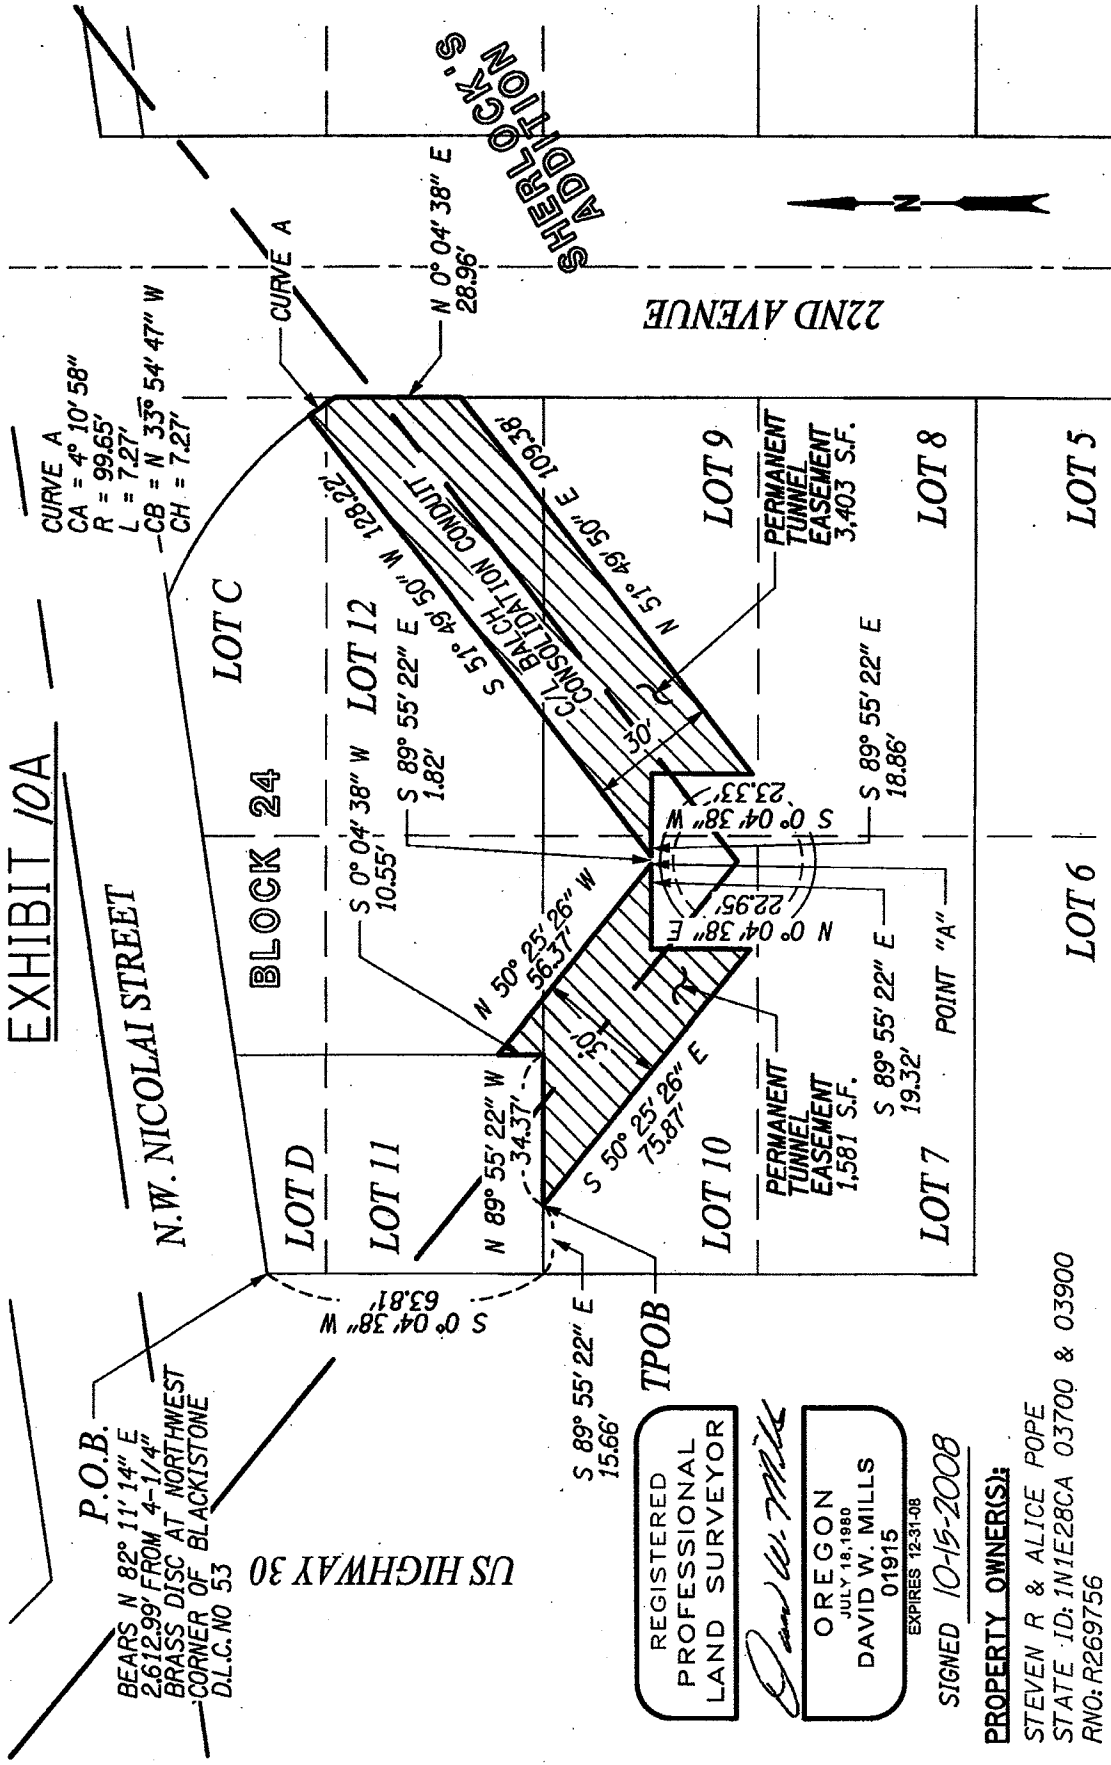 EXHIBIT 10A
CURVE A
CA = 4° 10' 58"
R = 99.65'
L = 7.27'
CB = N 33° 54' 47" W
CH = 7.27'
N.W. NICOLAI STREET
P.O.B.
BEARS N 82° 11' 14" E
2,612.99' FROM 4-1/4"
BRASS DISC AT NORTHWEST
CORNER OF BLACKISTONE
D.L.C. NO 53
US HIGHWAY 30
S 0° 04' 38" W
63.81'
LOT D
LOT C
BLOCK 24
LOT 11
LOT 12
CURVE A
SHERLOCK'S
ADDITION
N 0° 04' 38" E
28.96'
22ND AVENUE
N
S 0° 04' 38" W
10.55'
S 89° 55' 22" E
1.82'
S 51° 49' 50" W 128.22'
C/L BALCH
CONSOLIDATION CONDUIT
30'
N 51° 49' 50" E 109.38'
N 50° 25' 26" W
56.37'
N 89° 55' 22" W
34.37'
30'
S 50° 25' 26" E
75.87'
S 89° 55' 22" E
15.66'
TPOB
LOT 10
LOT 9
PERMANENT
TUNNEL
EASEMENT
1,581 S.F.
PERMANENT
TUNNEL
EASEMENT
3,403 S.F.
N 0° 04' 38" E
22.95'
S 0° 04' 38" W
23.33'
S 89° 55' 22" E
19.32'
S 89° 55' 22" E
18.86'
POINT "A"
LOT 7
LOT 8
LOT 6
LOT 5
REGISTERED
PROFESSIONAL
LAND SURVEYOR
David W. Mills
OREGON
JULY 18, 1980
DAVID W. MILLS
01915
EXPIRES 12-31-08
SIGNED 10-15-2008
PROPERTY OWNER(S):
STEVEN R & ALICE POPE
STATE ID: 1N1E28CA 03700 & 03900
RNO: R269756